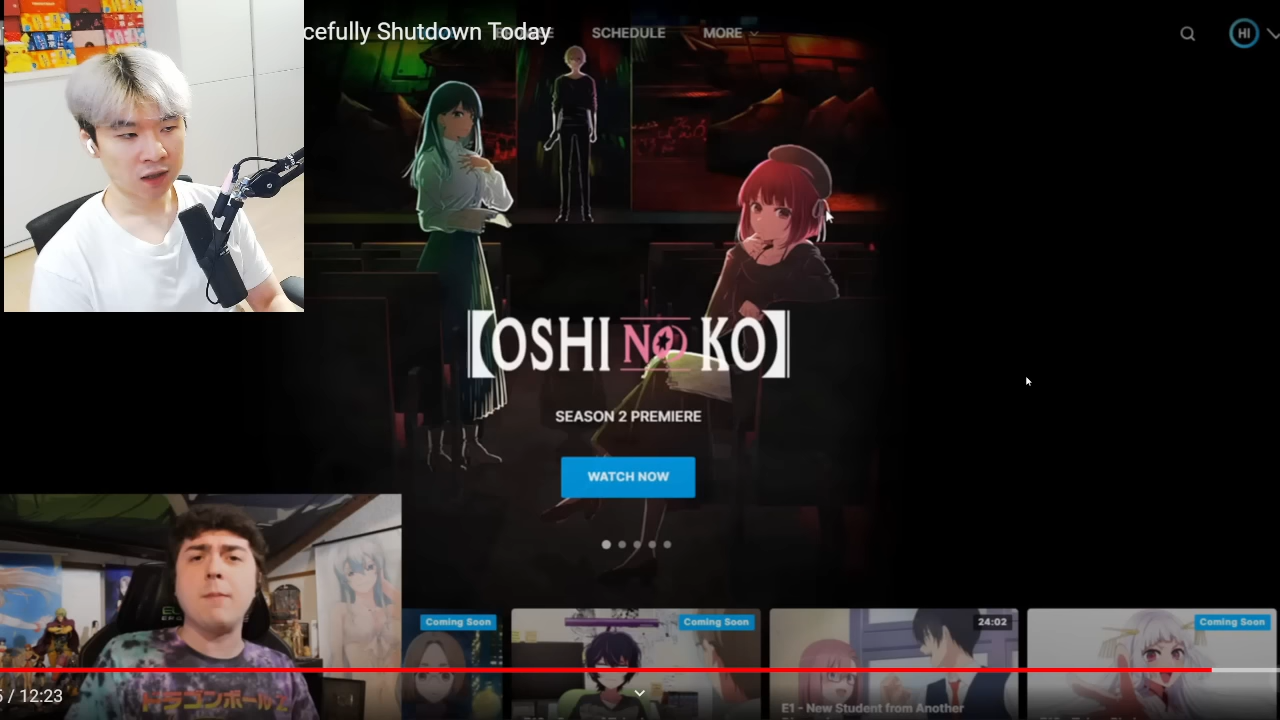 cefully Shutdown Today
SCHEDULE
MORE
HI
【OSHI NO KO】
SEASON 2 PREMIERE
WATCH NOW
Coming Soon
Coming Soon
24:02
Coming Soon
ドラゴンボールZ
/ 12:23
E1 - New Student from Another